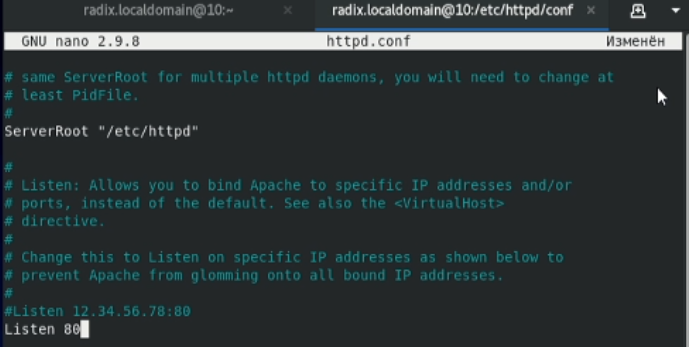 radix.localdomain@10:~ × radix.localdomain@10:/etc/httpd/conf ×
GNU nano 2.9.8 httpd.conf Изменён
# same ServerRoot for multiple httpd daemons, you will need to change at
# least PidFile.
#
ServerRoot "/etc/httpd"
#
# Listen: Allows you to bind Apache to specific IP addresses and/or
# ports, instead of the default. See also the <VirtualHost>
# directive.
#
# Change this to Listen on specific IP addresses as shown below to
# prevent Apache from glomming onto all bound IP addresses.
#
#Listen 12.34.56.78:80
Listen 80